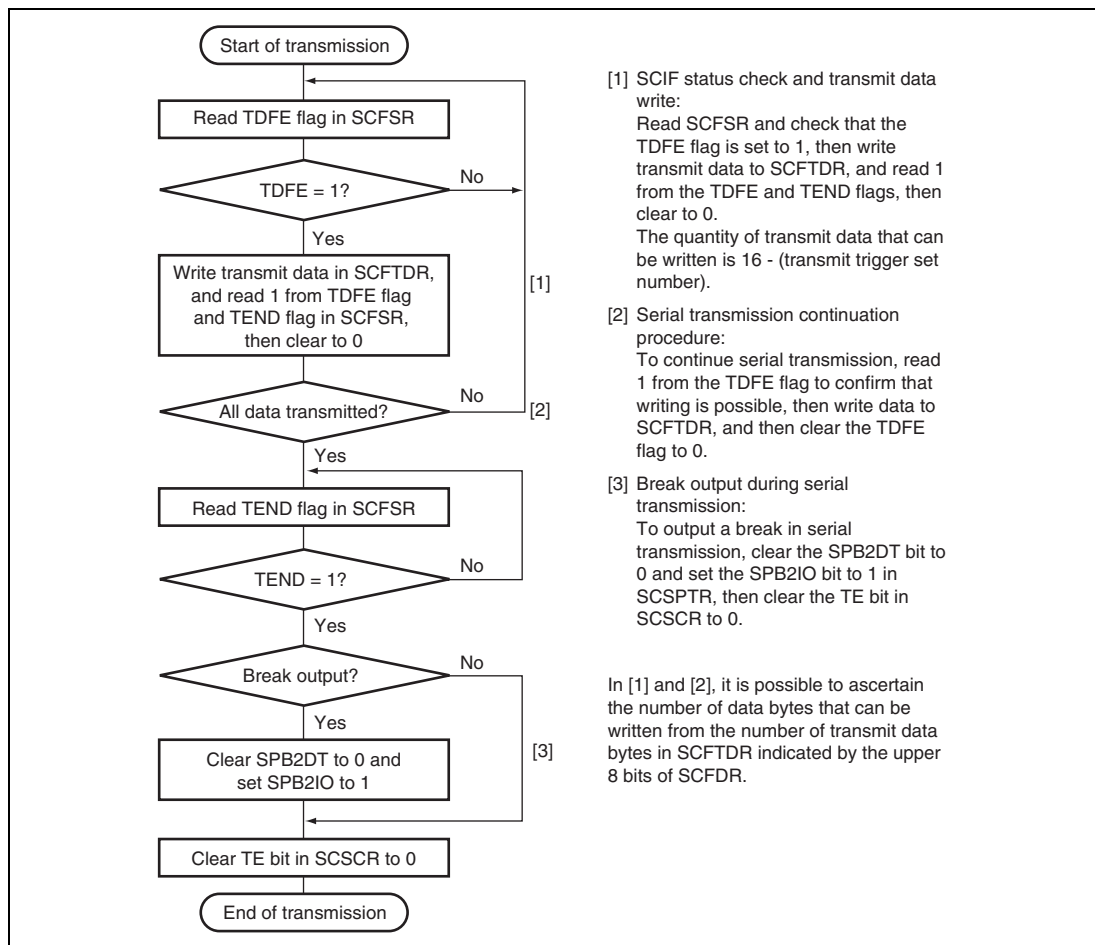 Start of transmission
Read TDFE flag in SCFSR
TDFE = 1?
No
Yes
Write transmit data in SCFTDR,
and read 1 from TDFE flag
and TEND flag in SCFSR,
then clear to 0
[1]
All data transmitted?
No
[2]
Yes
Read TEND flag in SCFSR
TEND = 1?
No
Yes
Break output?
No
Yes
Clear SPB2DT to 0 and
set SPB2IO to 1
[3]
Clear TE bit in SCSCR to 0
End of transmission
[1] SCIF status check and transmit data
write:
Read SCFSR and check that the
TDFE flag is set to 1, then write
transmit data to SCFTDR, and read 1
from the TDFE and TEND flags, then
clear to 0.
The quantity of transmit data that can
be written is 16 - (transmit trigger set
number).
[2] Serial transmission continuation
procedure:
To continue serial transmission, read
1 from the TDFE flag to confirm that
writing is possible, then write data to
SCFTDR, and then clear the TDFE
flag to 0.
[3] Break output during serial
transmission:
To output a break in serial
transmission, clear the SPB2DT bit to
0 and set the SPB2IO bit to 1 in
SCSPTR, then clear the TE bit in
SCSCR to 0.
In [1] and [2], it is possible to ascertain
the number of data bytes that can be
written from the number of transmit data
bytes in SCFTDR indicated by the upper
8 bits of SCFDR.